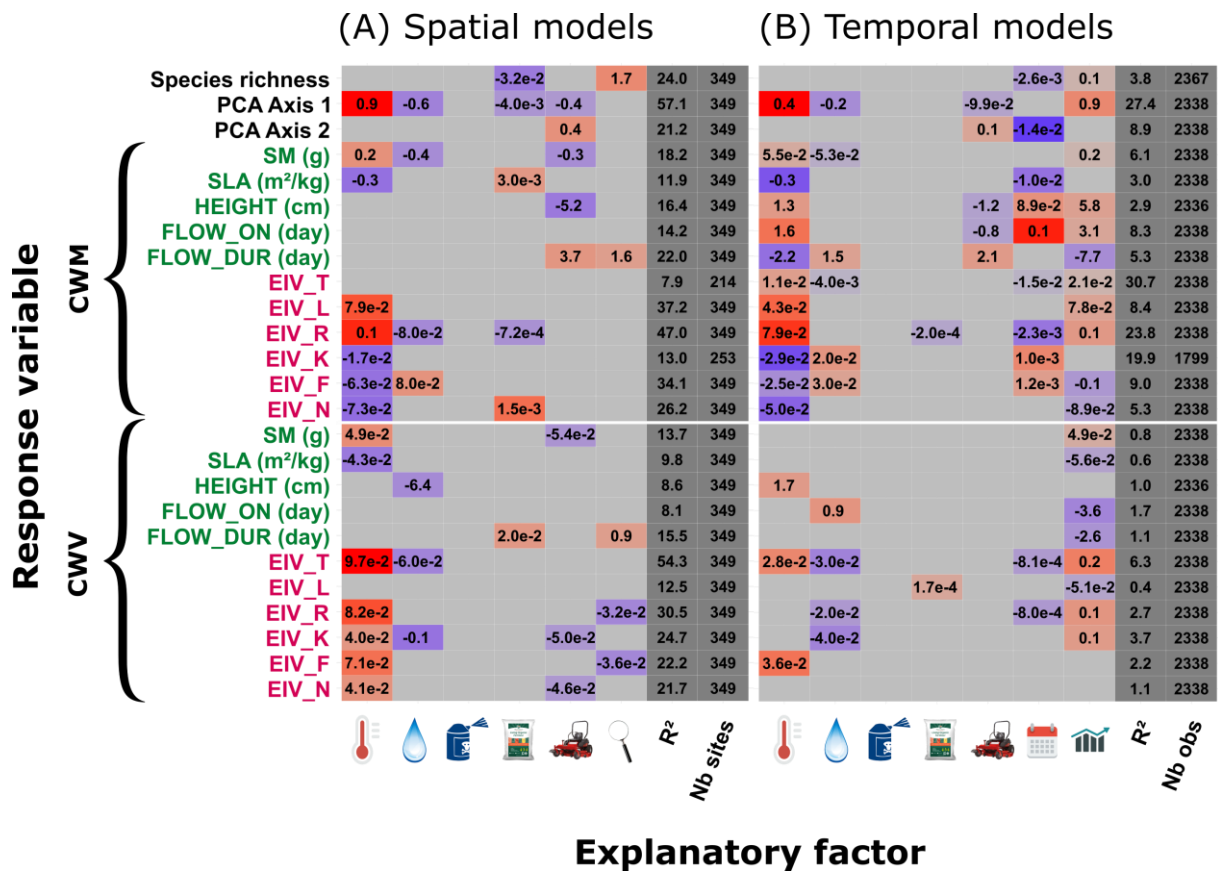 (A) Spatial models (B) Temporal models
Species richness -3.2e-2 1.7 24.0 349 -2.6e-3 0.1 3.8 2367
PCA Axis 1 0.9 -0.6 -4.0e-3 -0.4 57.1 349 0.4 -0.2 -9.9e-2 0.9 27.4 2338
PCA Axis 2 0.4 21.2 349 0.1 -1.4e-2 8.9 2338
SM (g) 0.2 -0.4 -0.3 18.2 349 5.5e-2 -5.3e-2 0.2 6.1 2338
SLA (m²/kg) -0.3 3.0e-3 11.9 349 -0.3 -1.0e-2 3.0 2338
HEIGHT (cm) -5.2 16.4 349 1.3 -1.2 8.9e-2 5.8 2.9 2336
FLOW_ON (day) 14.2 349 1.6 -0.8 0.1 3.1 8.3 2338
FLOW_DUR (day) 3.7 1.6 22.0 349 -2.2 1.5 2.1 -7.7 5.3 2338
EIV_T 7.9 214 1.1e-2 -4.0e-3 -1.5e-2 2.1e-2 30.7 2338
EIV_L 7.9e-2 37.2 349 4.3e-2 7.8e-2 8.4 2338
EIV_R 0.1 -8.0e-2 -7.2e-4 47.0 349 7.9e-2 -2.0e-4 -2.3e-3 0.1 23.8 2338
EIV_K -1.7e-2 13.0 253 -2.9e-2 2.0e-2 1.0e-3 19.9 1799
EIV_F -6.3e-2 8.0e-2 34.1 349 -2.5e-2 3.0e-2 1.2e-3 -0.1 9.0 2338
EIV_N -7.3e-2 1.5e-3 26.2 349 -5.0e-2 -8.9e-2 5.3 2338
SM (g) 4.9e-2 -5.4e-2 13.7 349 4.9e-2 0.8 2338
SLA (m²/kg) -4.3e-2 9.8 349 -5.6e-2 0.6 2338
HEIGHT (cm) -6.4 8.6 349 1.7 1.0 2336
FLOW_ON (day) 8.1 349 0.9 -3.6 1.7 2338
FLOW_DUR (day) 2.0e-2 0.9 15.5 349 -2.6 1.1 2338
EIV_T 9.7e-2 -6.0e-2 54.3 349 2.8e-2 -3.0e-2 -8.1e-4 0.2 6.3 2338
EIV_L 12.5 349 1.7e-4 -5.1e-2 0.4 2338
EIV_R 8.2e-2 -3.2e-2 30.5 349 -2.0e-2 -8.0e-4 0.1 2.7 2338
EIV_K 4.0e-2 -0.1 -5.0e-2 24.7 349 -4.0e-2 0.1 3.7 2338
EIV_F 7.1e-2 -3.6e-2 22.2 349 3.6e-2 2.2 2338
EIV_N 4.1e-2 -4.6e-2 21.7 349 1.1 2338
Response variable
CWM
CWV
R² Nb sites R² Nb obs
Explanatory factor